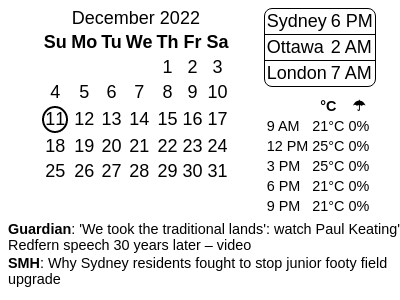 December 2022
Su Mo Tu We Th Fr Sa
1 2 3
4 5 6 7 8 9 10
11 12 13 14 15 16 17
18 19 20 21 22 23 24
25 26 27 28 29 30 31
Sydney 6 PM
Ottawa 2 AM
London 7 AM
°C ☂
9 AM 21°C 0%
12 PM 25°C 0%
3 PM 25°C 0%
6 PM 21°C 0%
9 PM 21°C 0%
Guardian: 'We took the traditional lands': watch Paul Keating'
Redfern speech 30 years later – video
SMH: Why Sydney residents fought to stop junior footy field
upgrade